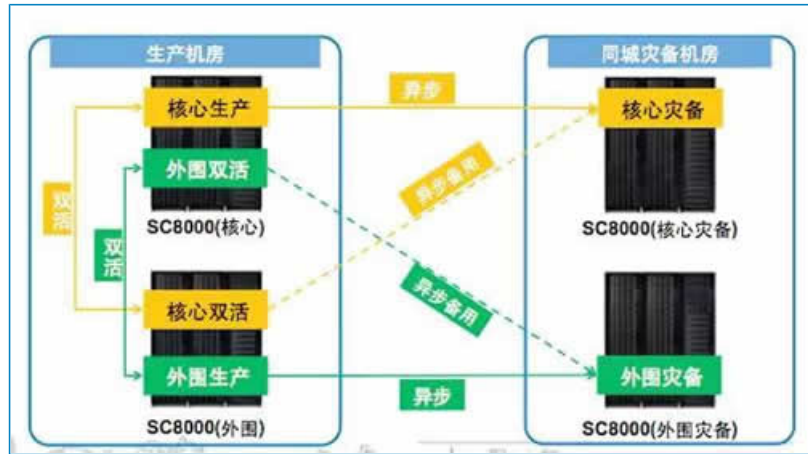 生产机房
同城灾备机房
核心生产
异步
核心灾备
外围双活
异步备用
SC8000(核心)
SC8000(核心灾备)
双活
双活
核心双活
异步备用
外围生产
异步
外围灾备
SC8000(外围)
SC8000(外围灾备)